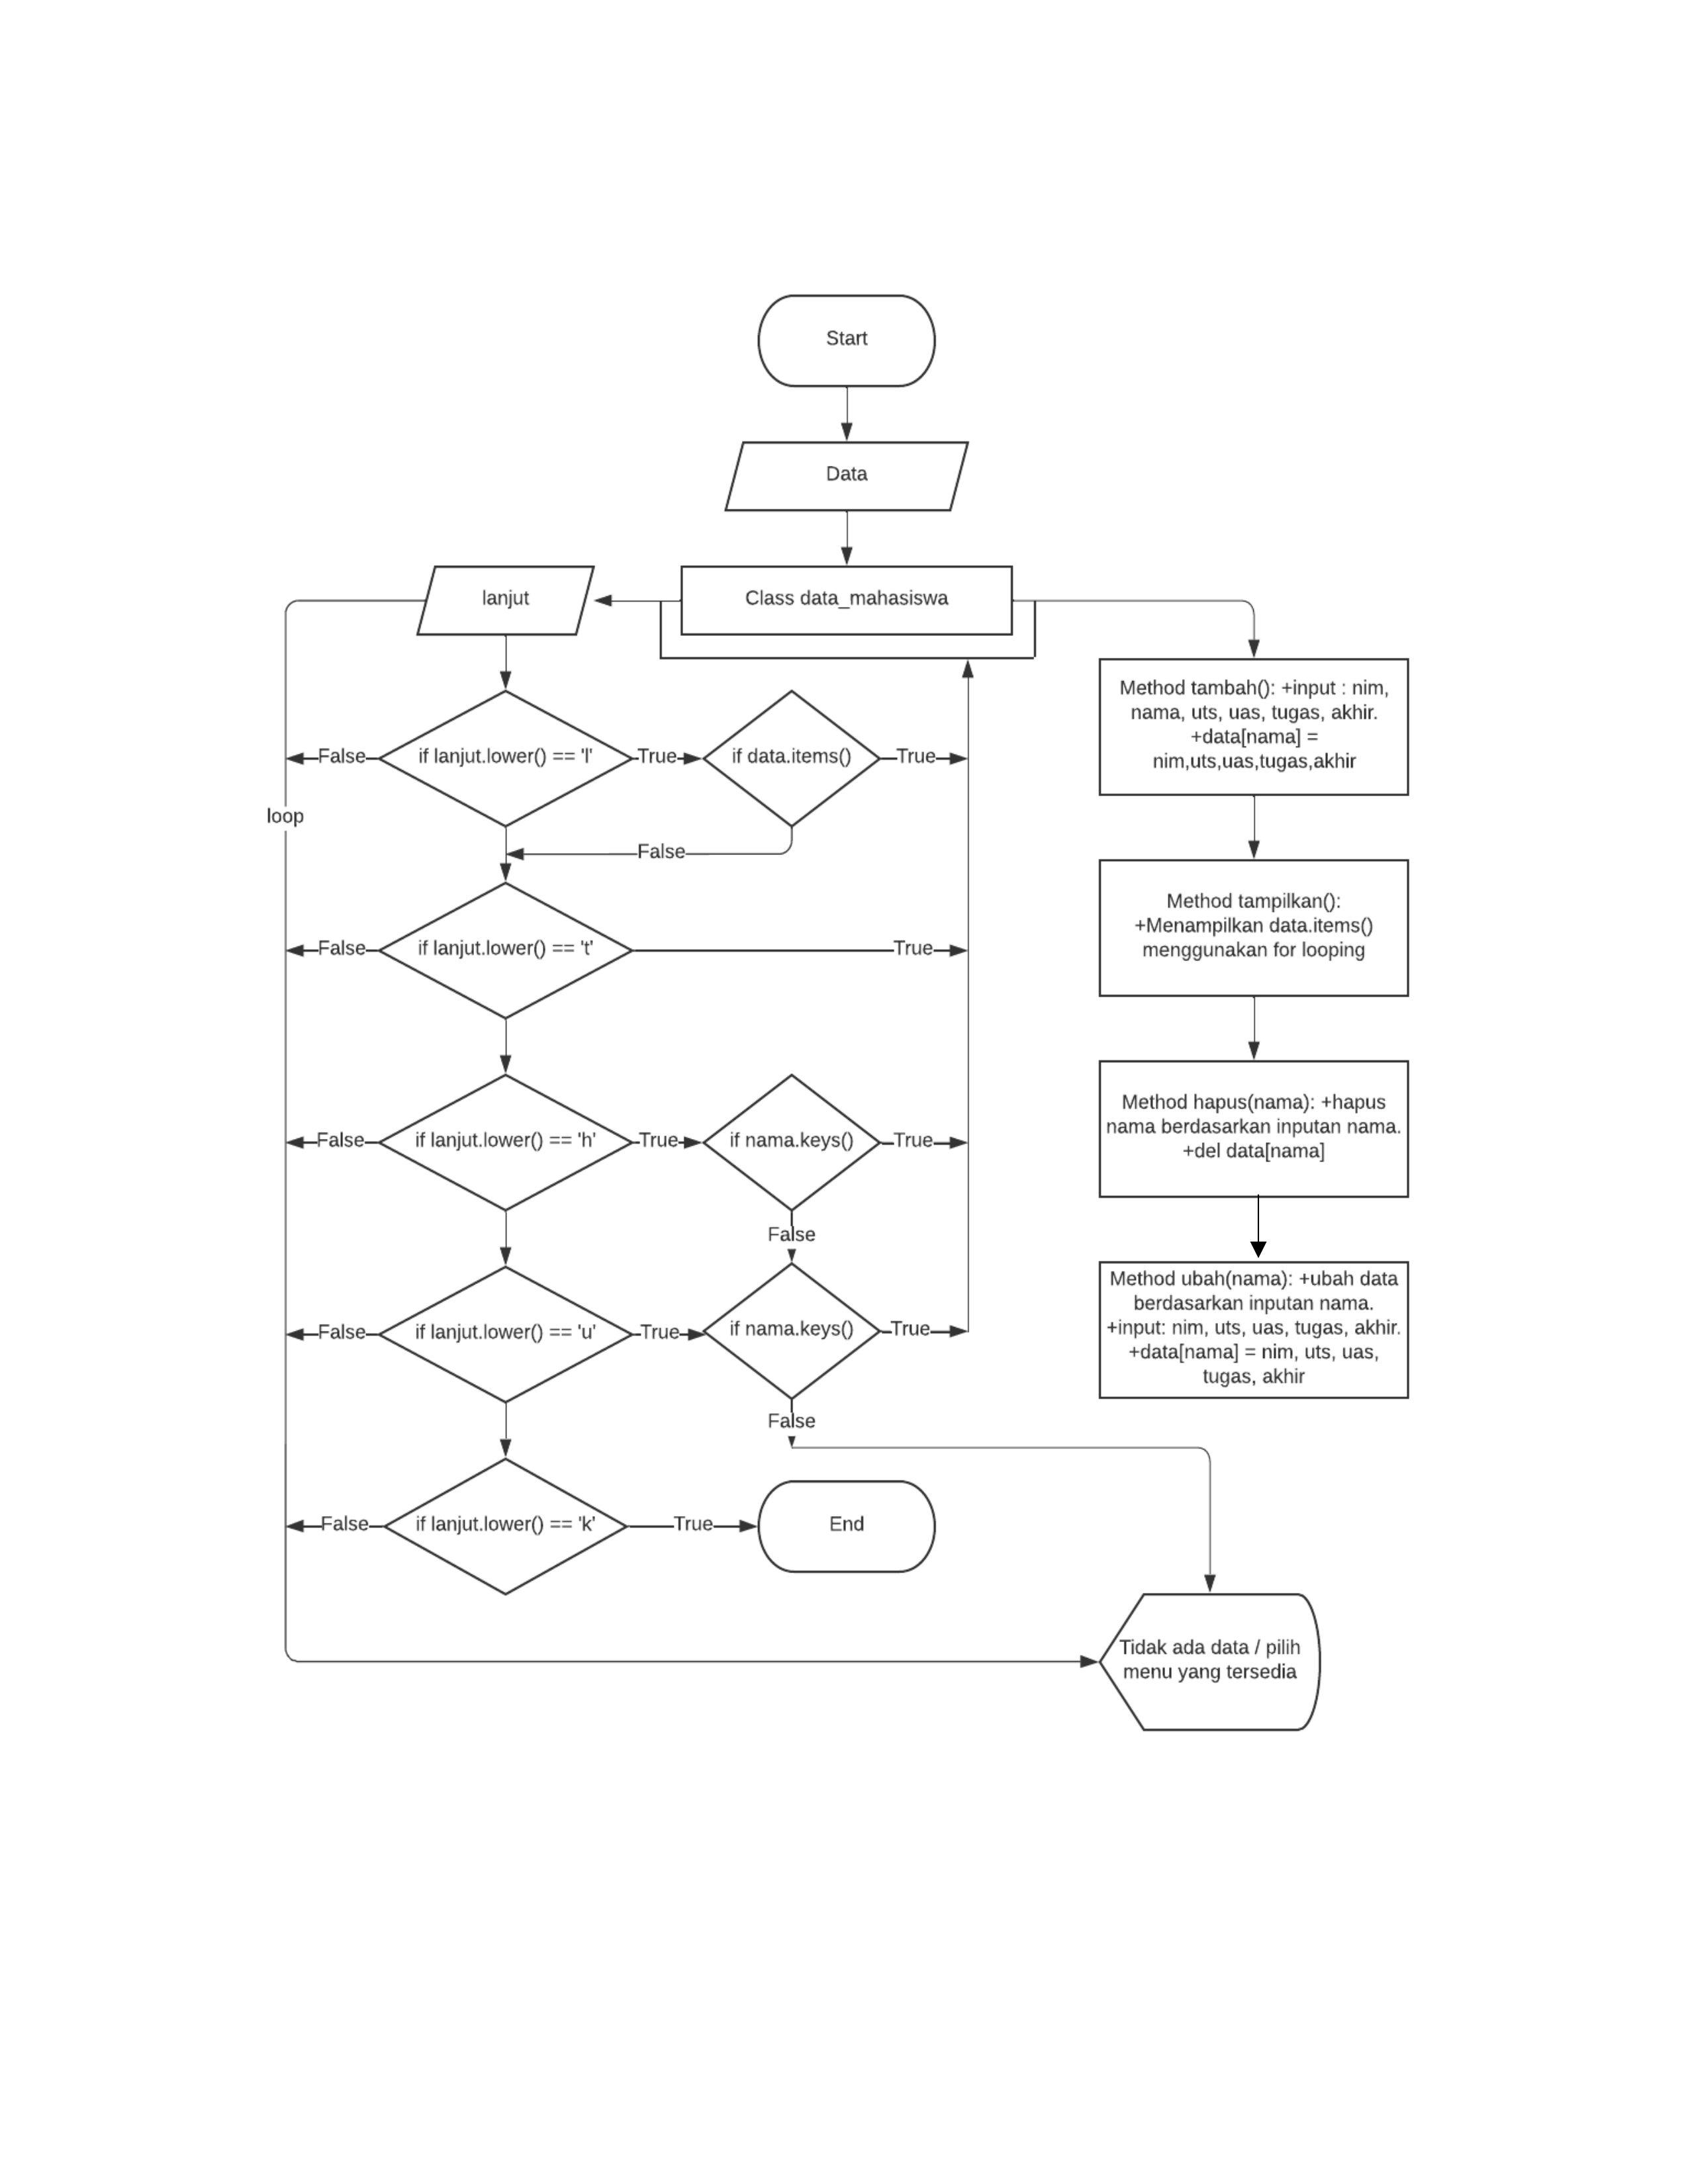 Start
Data
lanjut
Class data_mahasiswa
Method tambah(): +input : nim,
nama, uts, uas, tugas, akhir.
+data[nama] =
nim,uts,uas,tugas,akhir
False
if lanjut.lower() == 'l'
True
if data.items()
True
loop
False
Method tampilkan():
+Menampilkan data.items()
menggunakan for looping
False
if lanjut.lower() == 't'
True
Method hapus(nama): +hapus
nama berdasarkan inputan nama.
+del data[nama]
False
if lanjut.lower() == 'h'
True
if nama.keys()
True
False
Method ubah(nama): +ubah data
berdasarkan inputan nama.
+input: nim, uts, uas, tugas, akhir.
+data[nama] = nim, uts, uas,
tugas, akhir
False
if lanjut.lower() == 'u'
True
if nama.keys()
True
False
False
if lanjut.lower() == 'k'
True
End
Tidak ada data / pilih
menu yang tersedia